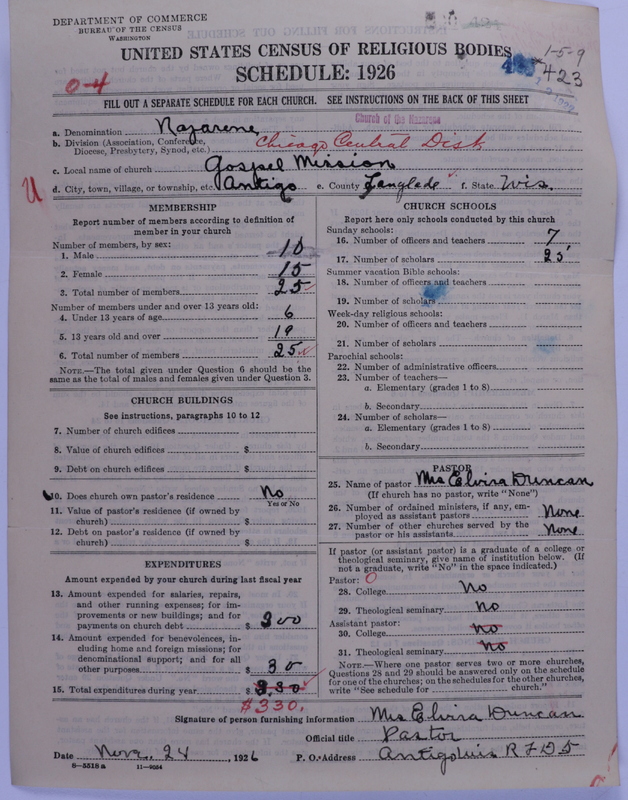 DEPARTMENT OF COMMERCE
BUREAU OF THE CENSUS
WASHINGTON
UNITED STATES CENSUS OF RELIGIOUS BODIES
SCHEDULE: 1926
1-5-9
423
0-4
FILL OUT A SEPARATE SCHEDULE FOR EACH CHURCH. SEE INSTRUCTIONS ON THE BACK OF THIS SHEET
Church of the Nazarene
a. Denomination Nazarene
b. Division (Association, Conference, Diocese, Presbytery, Synod, etc.) Chicago Central Disk
c. Local name of church Gospel Mission
U
d. City, town, village, or township, etc. Antigo e. County Langlade f. State Wis.
MEMBERSHIP
Report number of members according to definition of
member in your church
Number of members, by sex:
1. Male 10
2. Female 15
3. Total number of members 25
Number of members under and over 13 years old:
4. Under 13 years of age 6
5. 13 years old and over 19
6. Total number of members 25
NOTE.—The total given under Question 6 should be the
same as the total of males and females given under Question 3.
CHURCH BUILDINGS
See instructions, paragraphs 10 to 12
7. Number of church edifices
8. Value of church edifices $
9. Debt on church edifices $
10. Does church own pastor's residence No
Yes or No
11. Value of pastor's residence (if owned by
church) $
12. Debt on pastor's residence (if owned by
church) $
EXPENDITURES
Amount expended by your church during last fiscal year
13. Amount expended for salaries, repairs,
and other running expenses; for im-
provements or new buildings; and for
payments on church debt $ 300
14. Amount expended for benevolences, in-
cluding home and foreign missions; for
denominational support; and for all
other purposes $ 30
15. Total expenditures during year $ 330
$330.
CHURCH SCHOOLS
Report here only schools conducted by this church
Sunday schools:
16. Number of officers and teachers 7
17. Number of scholars 25
Summer vacation Bible schools:
18. Number of officers and teachers
19. Number of scholars
Week-day religious schools:
20. Number of officers and teachers
21. Number of scholars
Parochial schools:
22. Number of administrative officers
23. Number of teachers—
a. Elementary (grades 1 to 8)
b. Secondary
24. Number of scholars—
a. Elementary (grades 1 to 8)
b. Secondary
PASTOR
25. Name of pastor Mrs Elvira Duncan
(If church has no pastor, write "None")
26. Number of ordained ministers, if any, em-
ployed as assistant pastors None
27. Number of other churches served by the
pastor or his assistants None
If pastor (or assistant pastor) is a graduate of a college or
theological seminary, give name of institution below. (If
not a graduate, write "No" in the space indicated.)
Pastor: 0
28. College No
29. Theological seminary No
Assistant pastor:
30. College No
31. Theological seminary No
NOTE.—Where one pastor serves two or more churches,
Questions 28 and 29 should be answered only on the schedule
for one of the churches; on the schedules for the other churches,
write "See schedule for church."
Signature of person furnishing information Mrs Elvira Duncan
Official title Pastor
Date Nov. 24, 1926 P. O. Address Antigo Wis R F D 5
8-5518a 11-9054